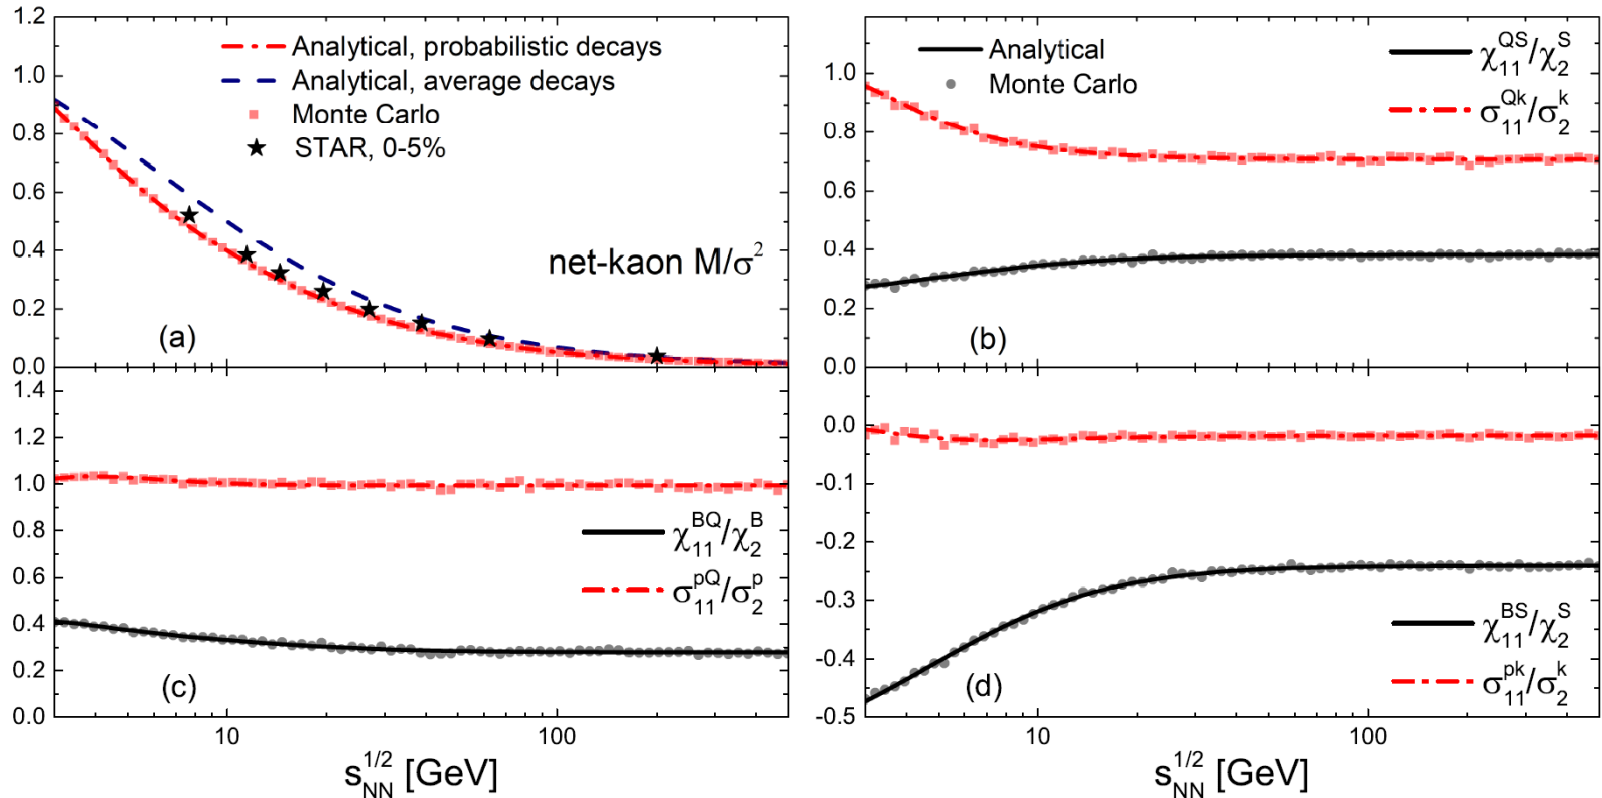 1.2
1.0
0.8
0.6
0.4
0.2
0.0
Analytical, probabilistic decays
Analytical, average decays
Monte Carlo
STAR, 0-5%
net-kaon M/σ²
(a)
1.0
0.8
0.6
0.4
0.2
0.0
Analytical
Monte Carlo
χ₁₁^QS/χ₂^S
σ₁₁^Qk/σ₂^k
(b)
1.4
1.2
1.0
0.8
0.6
0.4
0.2
0.0
χ₁₁^BQ/χ₂^B
σ₁₁^pQ/σ₂^p
(c)
10
100
s_NN^1/2 [GeV]
0.0
-0.1
-0.2
-0.3
-0.4
-0.5
χ₁₁^BS/χ₂^S
σ₁₁^pk/σ₂^k
(d)
10
100
s_NN^1/2 [GeV]